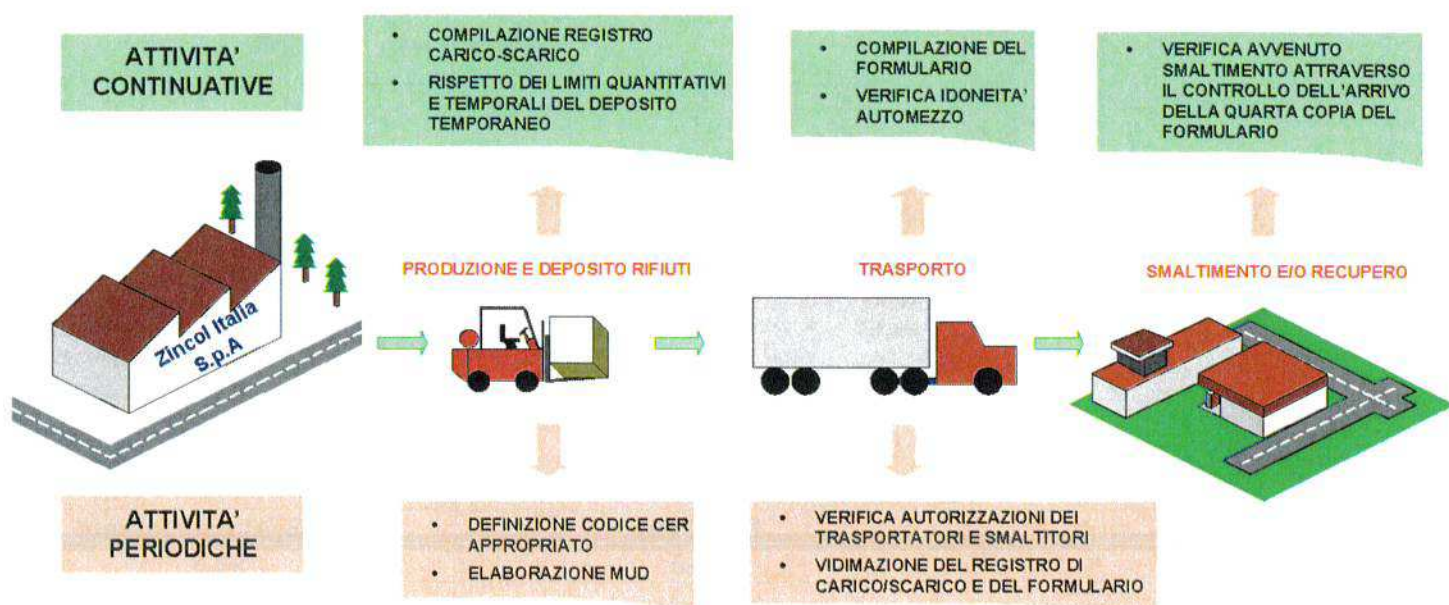 ATTIVITA'
CONTINUATIVE
• COMPILAZIONE REGISTRO
CARICO-SCARICO
• RISPETTO DEI LIMITI QUANTITATIVI
E TEMPORALI DEL DEPOSITO
TEMPORANEO
• COMPILAZIONE DEL
FORMULARIO
• VERIFICA IDONEITA'
AUTOMEZZO
• VERIFICA AVVENUTO
SMALTIMENTO ATTRAVERSO
IL CONTROLLO DELL'ARRIVO
DELLA QUARTA COPIA DEL
FORMULARIO
PRODUZIONE E DEPOSITO RIFIUTI
TRASPORTO
SMALTIMENTO E/O RECUPERO
Zincol Italia
S.p.A
ATTIVITA'
PERIODICHE
• DEFINIZIONE CODICE CER
APPROPRIATO
• ELABORAZIONE MUD
• VERIFICA AUTORIZZAZIONI DEI
TRASPORTATORI E SMALTITORI
• VIDIMAZIONE DEL REGISTRO DI
CARICO/SCARICO E DEL FORMULARIO